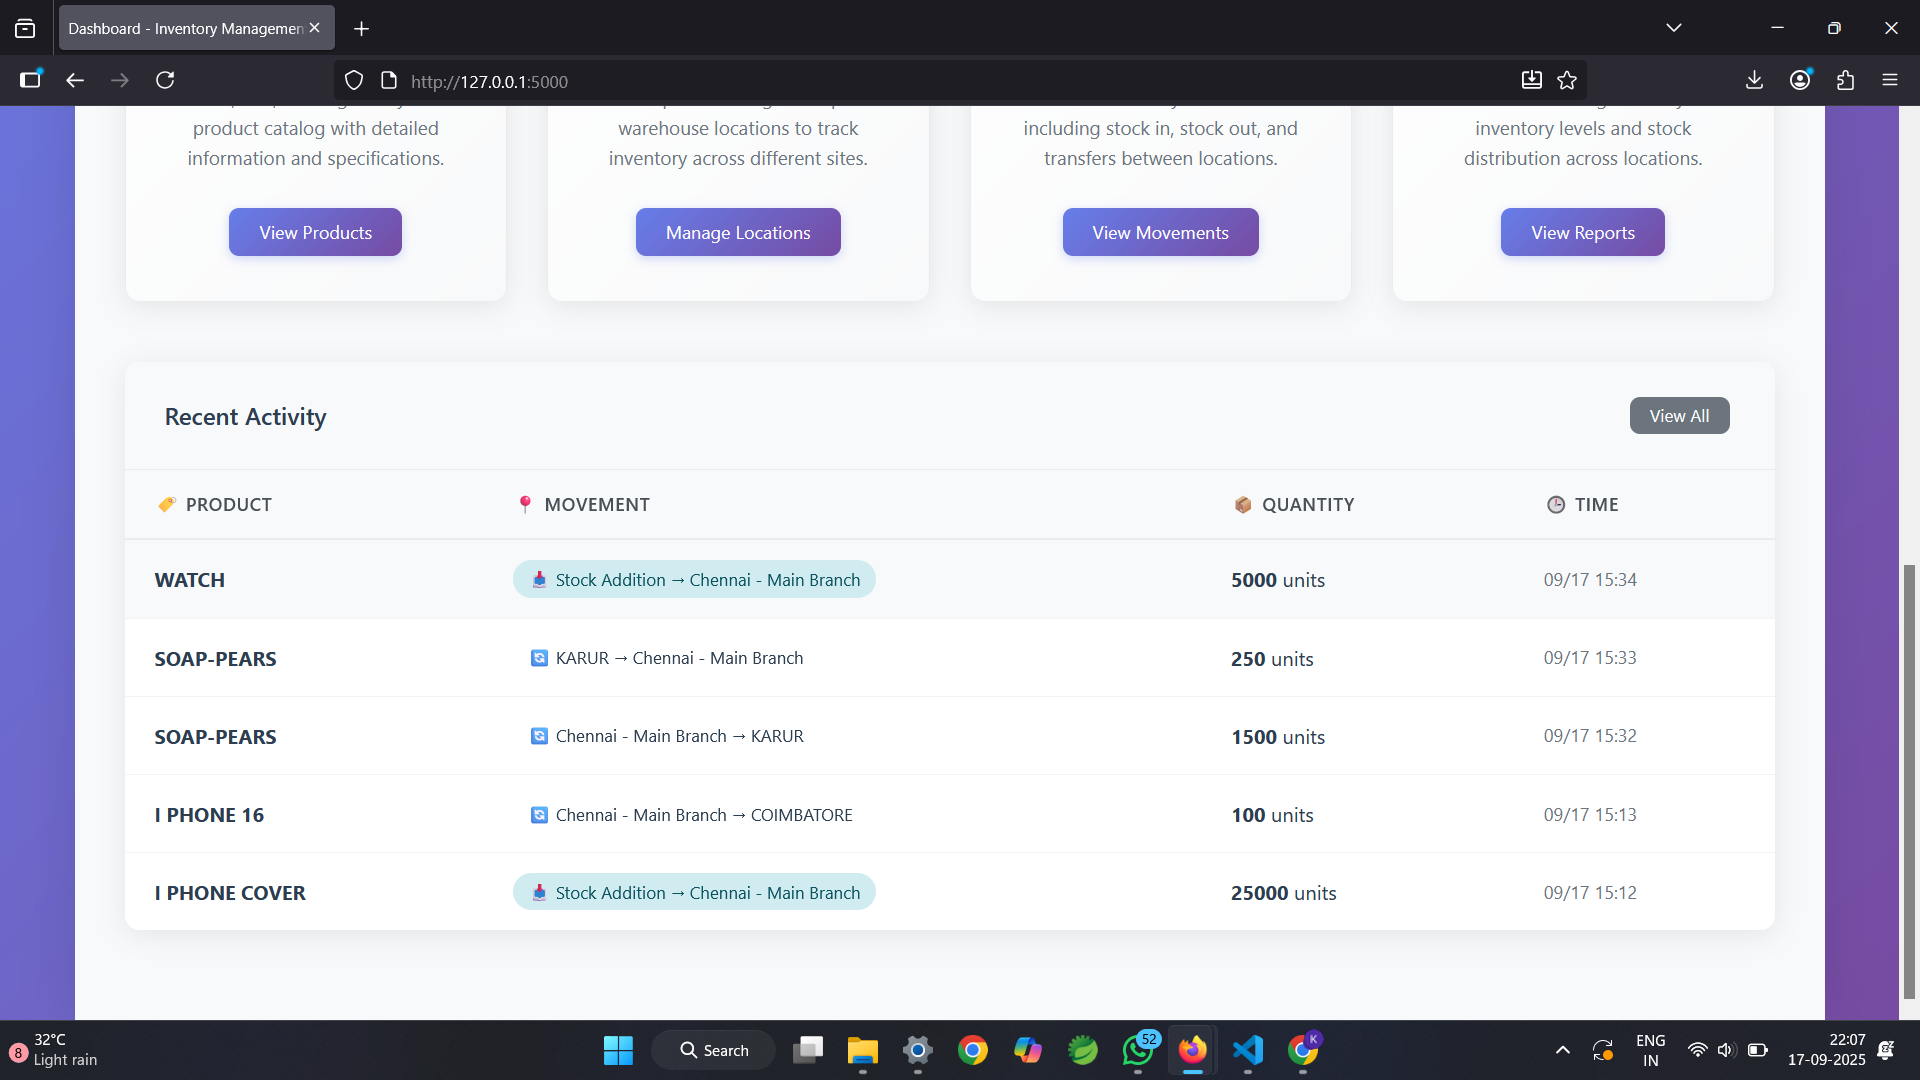 Dashboard - Inventory Managemen
http://127.0.0.1:5000
product catalog with detailed
information and specifications.
View Products
warehouse locations to track
inventory across different sites.
Manage Locations
including stock in, stock out, and
transfers between locations.
View Movements
inventory levels and stock
distribution across locations.
View Reports
Recent Activity
View All
PRODUCT MOVEMENT QUANTITY TIME
WATCH Stock Addition → Chennai - Main Branch 5000 units 09/17 15:34
SOAP-PEARS KARUR → Chennai - Main Branch 250 units 09/17 15:33
SOAP-PEARS Chennai - Main Branch → KARUR 1500 units 09/17 15:32
I PHONE 16 Chennai - Main Branch → COIMBATORE 100 units 09/17 15:13
I PHONE COVER Stock Addition → Chennai - Main Branch 25000 units 09/17 15:12
8
32°C
Light rain
Search
52
K
ENG
IN
22:07
17-09-2025